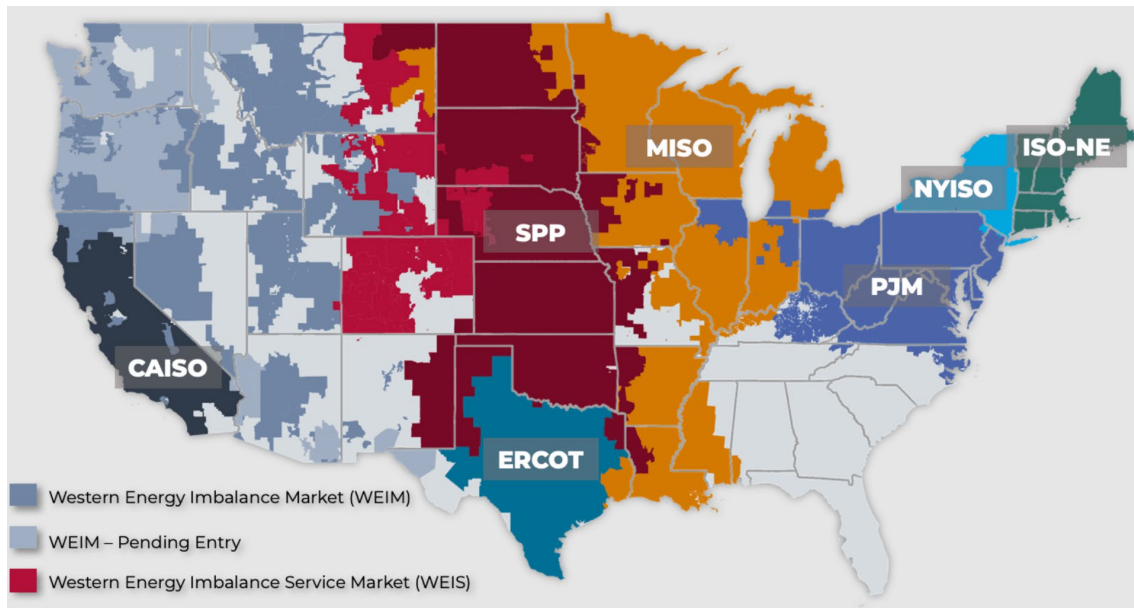 ISO-NE
MISO
NYISO
SPP
PJM
CAISO
ERCOT
Western Energy Imbalance Market (WEIM)
WEIM – Pending Entry
Western Energy Imbalance Service Market (WEIS)